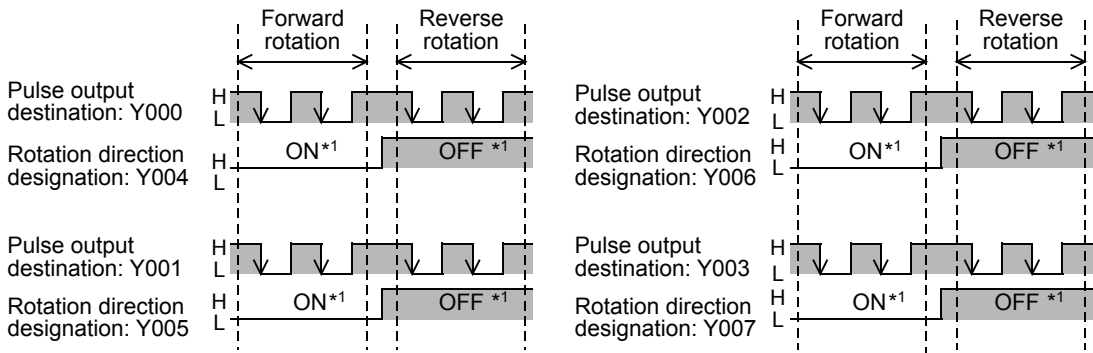 Forward
rotation
Reverse
rotation
Pulse output
destination: Y000
H
L
Rotation direction
designation: Y004
H
L
ON*1
OFF *1
Pulse output
destination: Y001
H
L
Rotation direction
designation: Y005
H
L
ON*1
OFF *1
Forward
rotation
Reverse
rotation
Pulse output
destination: Y002
H
L
Rotation direction
designation: Y006
H
L
ON*1
OFF *1
Pulse output
destination: Y003
H
L
Rotation direction
designation: Y007
H
L
ON*1
OFF *1